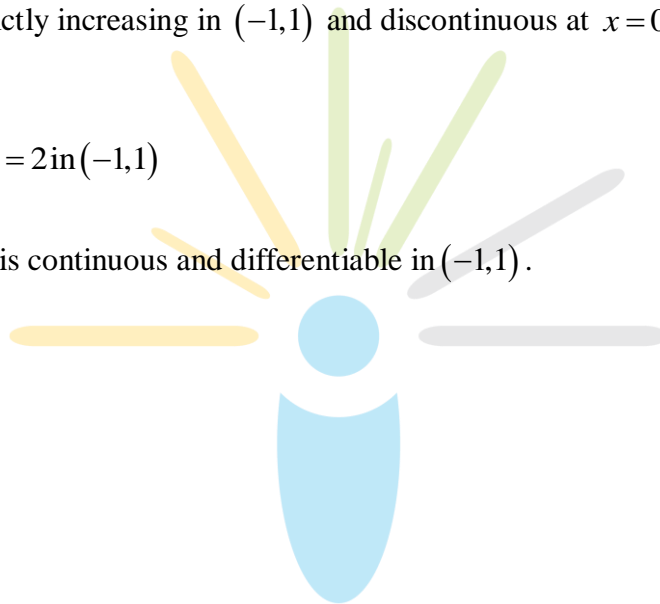 ctly increasing in (−1,1) and discontinuous at x = 0
= 2 in (−1,1)
is continuous and differentiable in (−1,1).